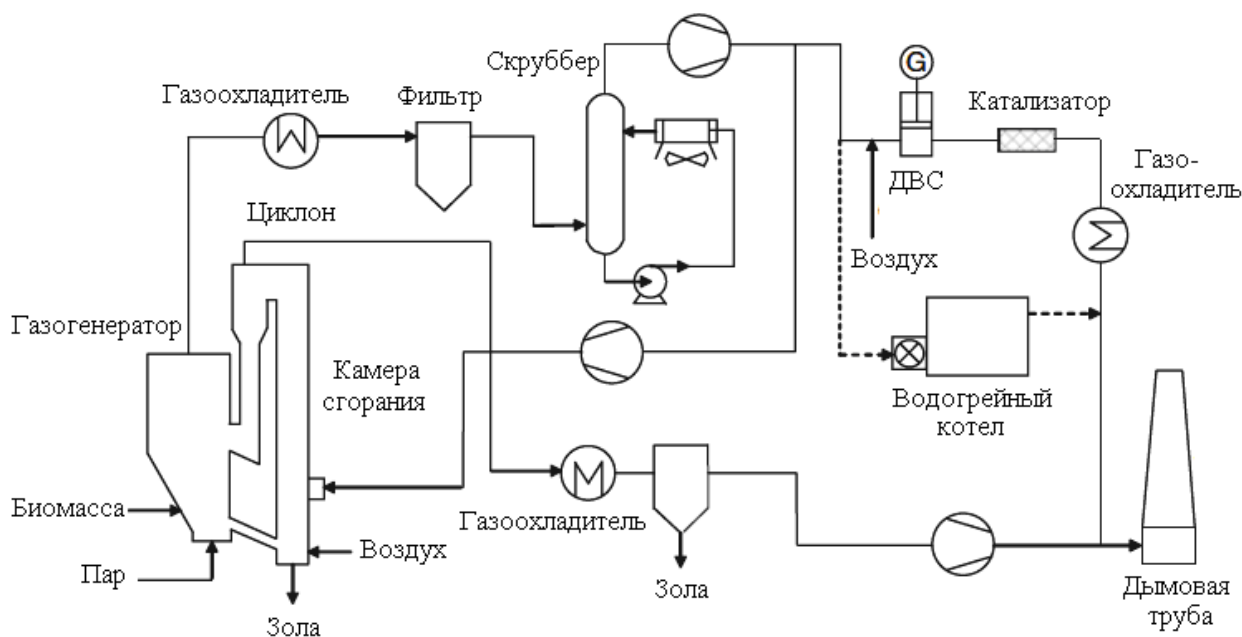 Скруббер
G
Газоохладитель
Фильтр
Катализатор
Газо-
охладитель
ДВС
Циклон
Воздух
Газогенератор
Камера
сгорания
Водогрейный
котел
Биомасса
Газоохладитель
Воздух
Пар
Зола
Зола
Дымовая
труба